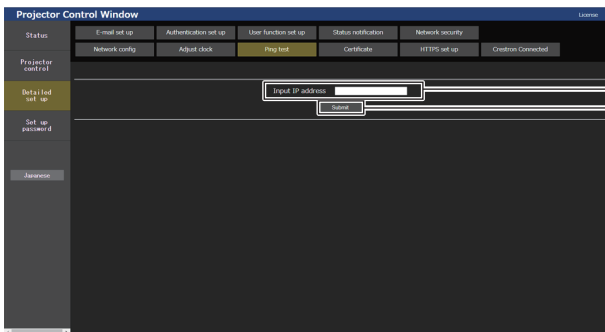 Projector Control Window
License
Status
E-mail set up
Authentication set up
User function set up
Status notification
Network security
Network config
Adjust clock
Ping test
Certificate
HTTPS set up
Crestron Connected
Projector
control
Detailed
set up
Set up
password
Japanese
Input IP address
Submit